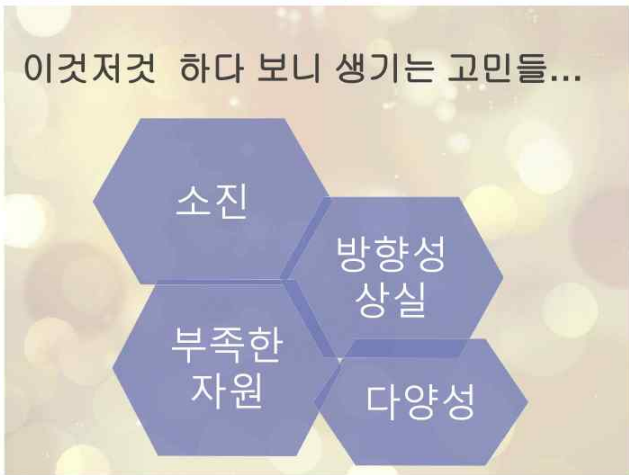 이것저것 하다 보니 생기는 고민들...
소진
방향성
상실
부족한
자원
다양성